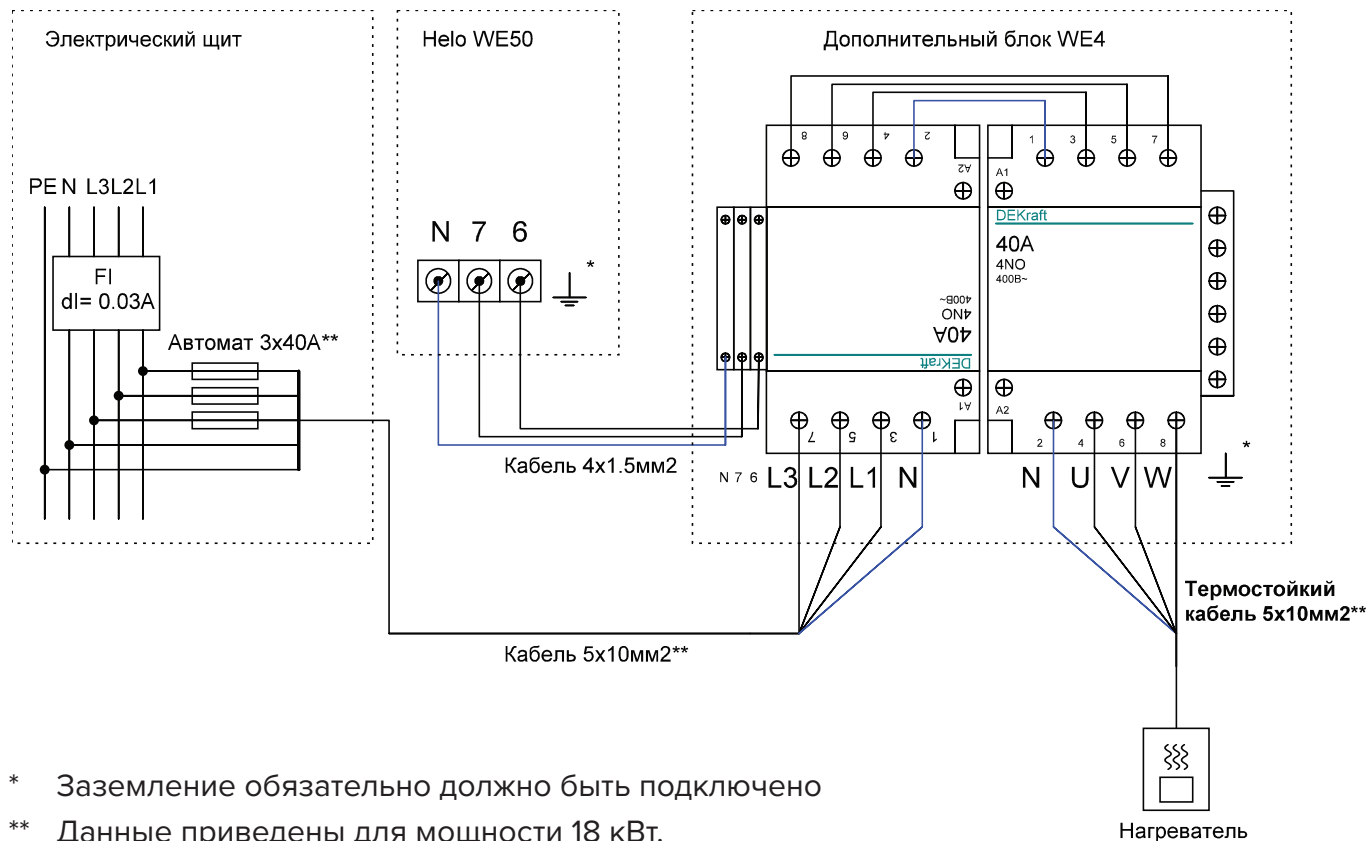 Электрический щит
Helo WE50
Дополнительный блок WE4
8 6 4 2
1 3 5 7
A2
A1
PE N L3 L2 L1
DEKraft
40A
4NO
400В~
FI
dI= 0.03A
N 7 6
*
400В~
4NO
40A
DEKraft
Автомат 3x40A**
A1
A2
7 5 3 1
2 4 6 8
*
Кабель 4x1.5мм2
N 7 6
L3 L2 L1 N
N U V W
Термостойкий
кабель 5x10мм2**
Кабель 5x10мм2**
* Заземление обязательно должно быть подключено
** Данные приведены для мощности 18 кВт.
Нагреватель